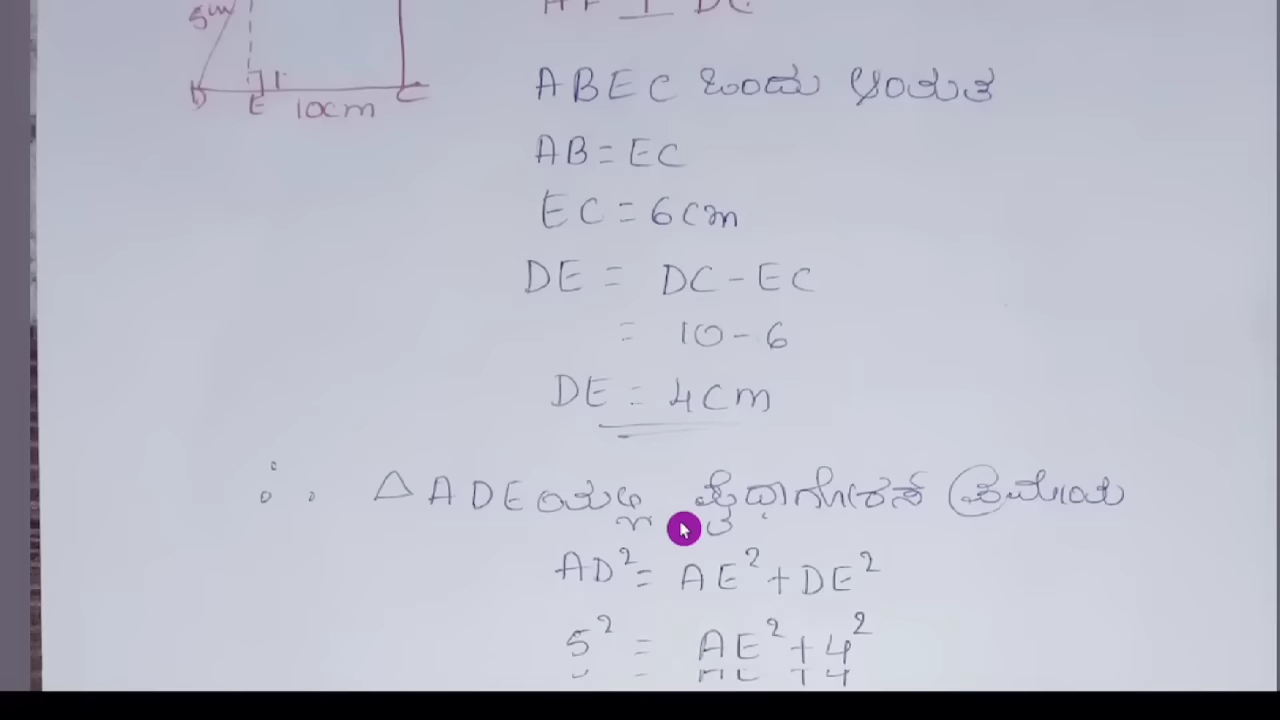 5cm
D E 10cm C
ABEC ಒಂದು ಆಯತ
AB = EC
EC = 6cm
DE = DC - EC
= 10 - 6
DE = 4cm
∴ △ADE ಯಲ್ಲಿ ಪೈಥಾಗೋರಸ್ ಪ್ರಮೇಯ
AD² = AE² + DE²
5² = AE² + 4²